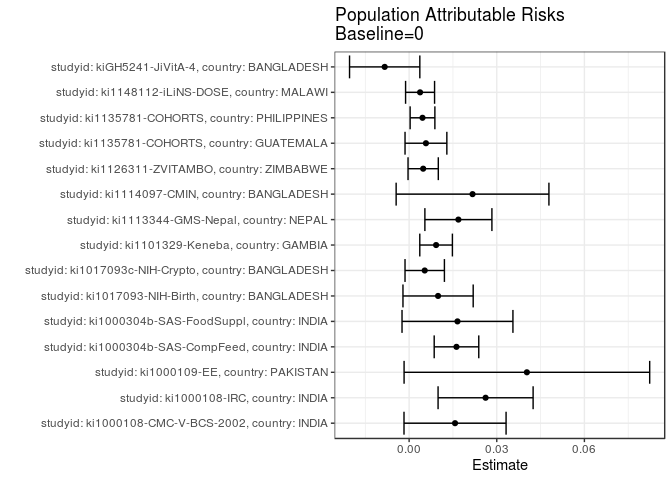 Population Attributable Risks
Baseline=0
studyid: kiGH5241-JiVitA-4, country: BANGLADESH
studyid: ki1148112-iLiNS-DOSE, country: MALAWI
studyid: ki1135781-COHORTS, country: PHILIPPINES
studyid: ki1135781-COHORTS, country: GUATEMALA
studyid: ki1126311-ZVITAMBO, country: ZIMBABWE
studyid: ki1114097-CMIN, country: BANGLADESH
studyid: ki1113344-GMS-Nepal, country: NEPAL
studyid: ki1101329-Keneba, country: GAMBIA
studyid: ki1017093c-NIH-Crypto, country: BANGLADESH
studyid: ki1017093-NIH-Birth, country: BANGLADESH
studyid: ki1000304b-SAS-FoodSuppl, country: INDIA
studyid: ki1000304b-SAS-CompFeed, country: INDIA
studyid: ki1000109-EE, country: PAKISTAN
studyid: ki1000108-IRC, country: INDIA
studyid: ki1000108-CMC-V-BCS-2002, country: INDIA
0.00 0.03 0.06
Estimate